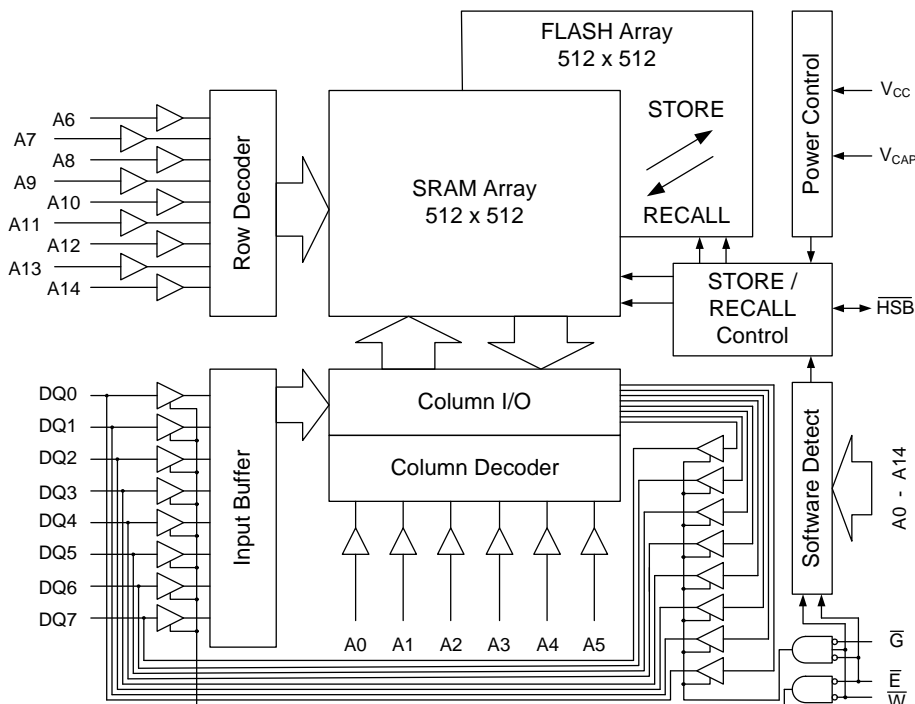 FLASH Array
512 x 512
STORE
RECALL
SRAM Array
512 x 512
Power Control
V_CC
V_CAP
A6
A7
A8
A9
A10
A11
A12
A13
A14
Row Decoder
STORE /
RECALL
Control
HSB
DQ0
DQ1
DQ2
DQ3
DQ4
DQ5
DQ6
DQ7
Input Buffer
Column I/O
Column Decoder
Software Detect
A0 - A14
A0 A1 A2 A3 A4 A5
G
E
W